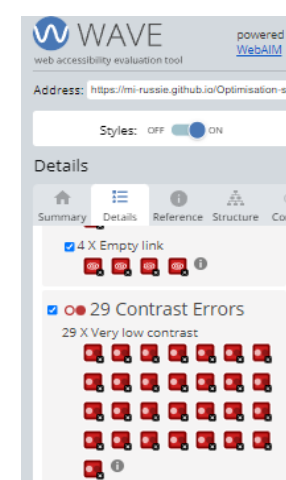 WAVE
web accessibility evaluation tool
powered
WebAIM
Address: https://mi-russie.github.io/Optimisation-s
Styles: OFF ON
Details
Summary Details Reference Structure Co
4 X Empty link
29 Contrast Errors
29 X Very low contrast